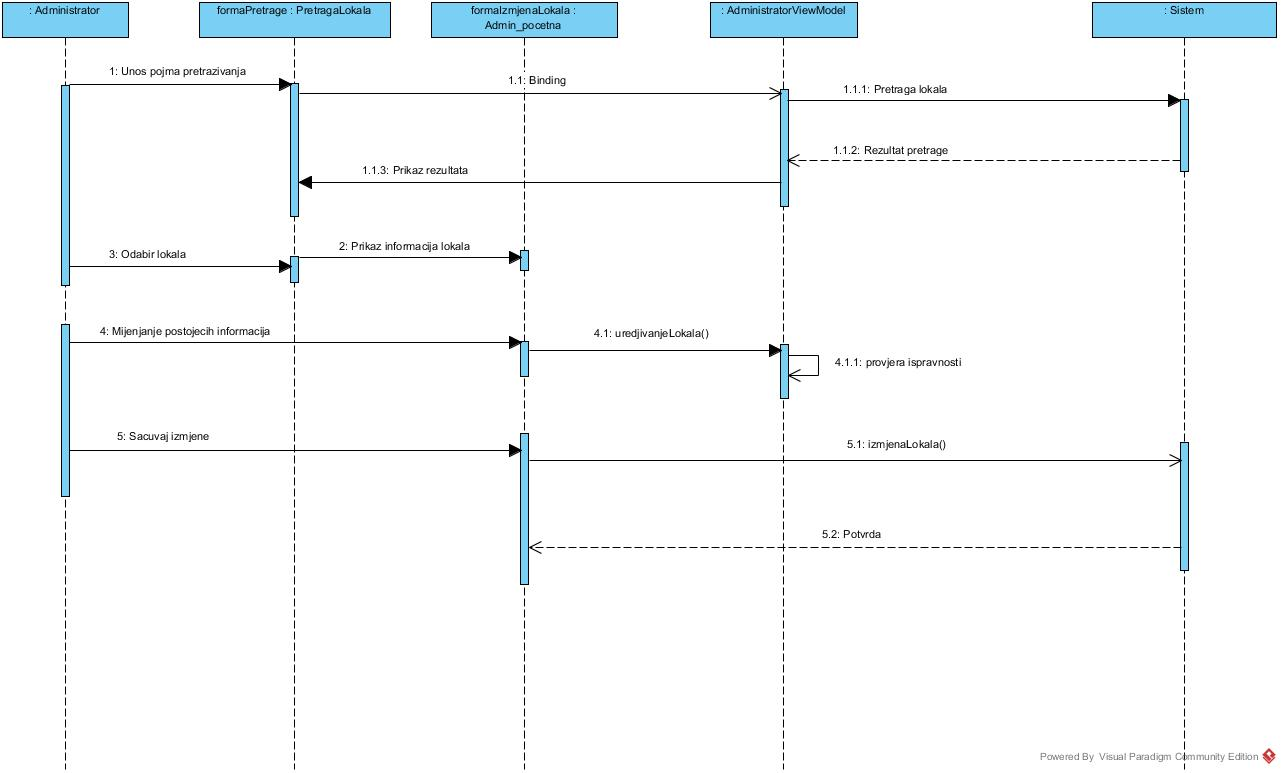 : Administrator
formaPretrage : PretragaLokala
formaIzmjenaLokala :
Admin_pocetna
: AdministratorViewModel
: Sistem
1: Unos pojma pretrazivanja
1.1: Binding
1.1.1: Pretraga lokala
1.1.2: Rezultat pretrage
1.1.3: Prikaz rezultata
2: Prikaz informacija lokala
3: Odabir lokala
4: Mijenjanje postojecih informacija
4.1: uredjivanjeLokala()
4.1.1: provjera ispravnosti
5: Sacuvaj izmjene
5.1: izmjenaLokala()
5.2: Potvrda
Powered By Visual Paradigm Community Edition